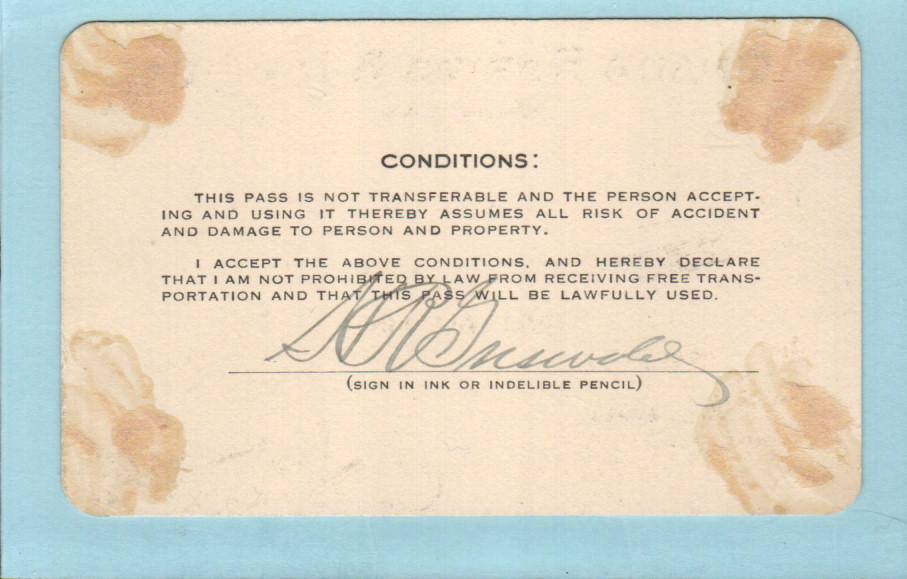 CONDITIONS:
THIS PASS IS NOT TRANSFERABLE AND THE PERSON ACCEPT-
ING AND USING IT THEREBY ASSUMES ALL RISK OF ACCIDENT
AND DAMAGE TO PERSON AND PROPERTY.
I ACCEPT THE ABOVE CONDITIONS, AND HEREBY DECLARE
THAT I AM NOT PROHIBITED BY LAW FROM RECEIVING FREE TRANS-
PORTATION AND THAT THIS PASS WILL BE LAWFULLY USED.
(SIGN IN INK OR INDELIBLE PENCIL)